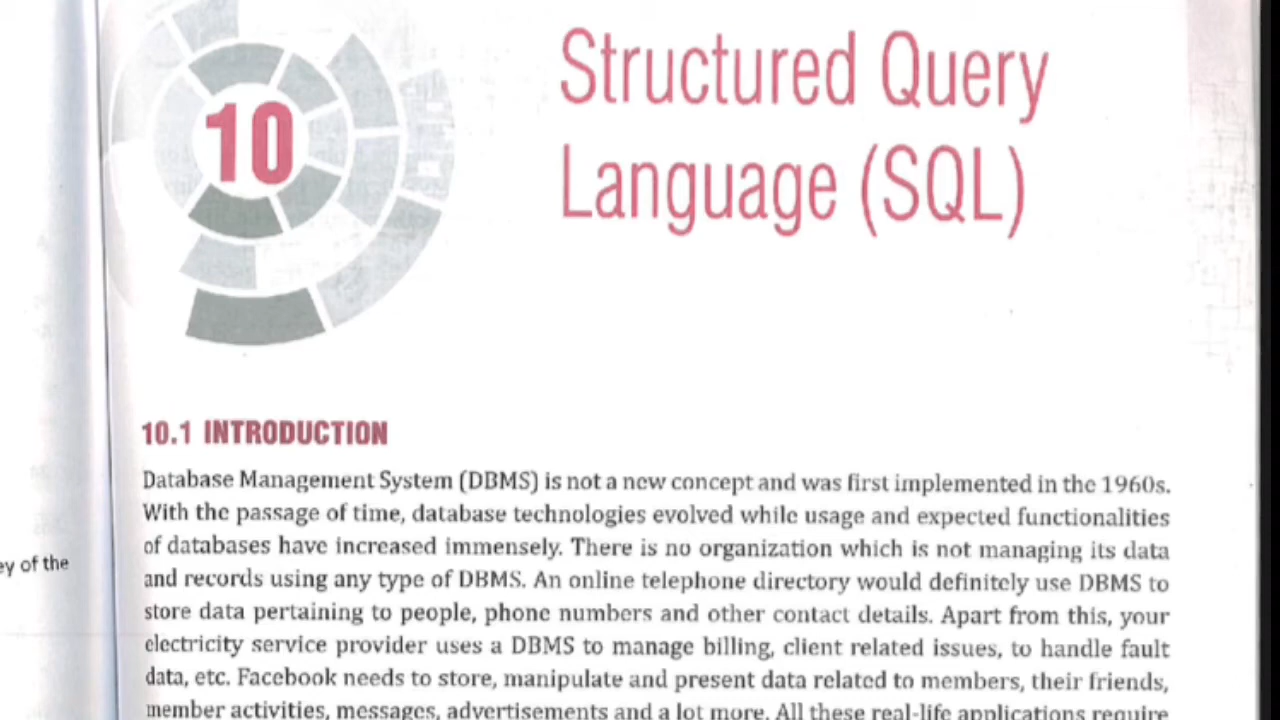 10
Structured Query
Language (SQL)
10.1 INTRODUCTION
Database Management System (DBMS) is not a new concept and was first implemented in the 1960s.
With the passage of time, database technologies evolved while usage and expected functionalities
of databases have increased immensely. There is no organization which is not managing its data
and records using any type of DBMS. An online telephone directory would definitely use DBMS to
store data pertaining to people, phone numbers and other contact details. Apart from this, your
electricity service provider uses a DBMS to manage billing, client related issues, to handle fault
data, etc. Facebook needs to store, manipulate and present data related to members, their friends,
member activities, messages, advertisements and a lot more. All these real-life applications require
of the